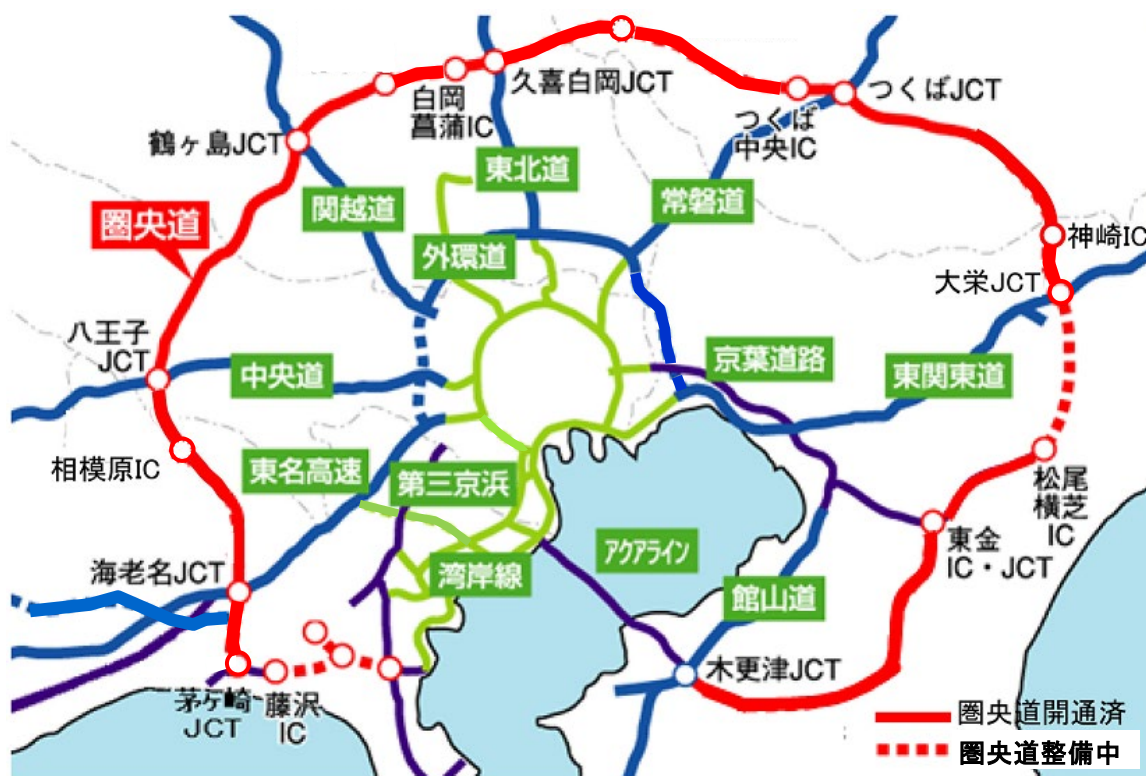 久喜白岡JCT
つくばJCT
白岡
菖蒲IC
つくば
中央IC
鶴ヶ島JCT
東北道
関越道
常磐道
圏央道
外環道
神崎IC
大栄JCT
八王子
JCT
中央道
京葉道路
東関東道
相模原IC
東名高速
第三京浜
松尾
横芝
IC
アクアライン
東金
IC・JCT
海老名JCT
湾岸線
館山道
木更津JCT
茅ヶ崎
JCT
藤沢
IC
圏央道開通済
圏央道整備中